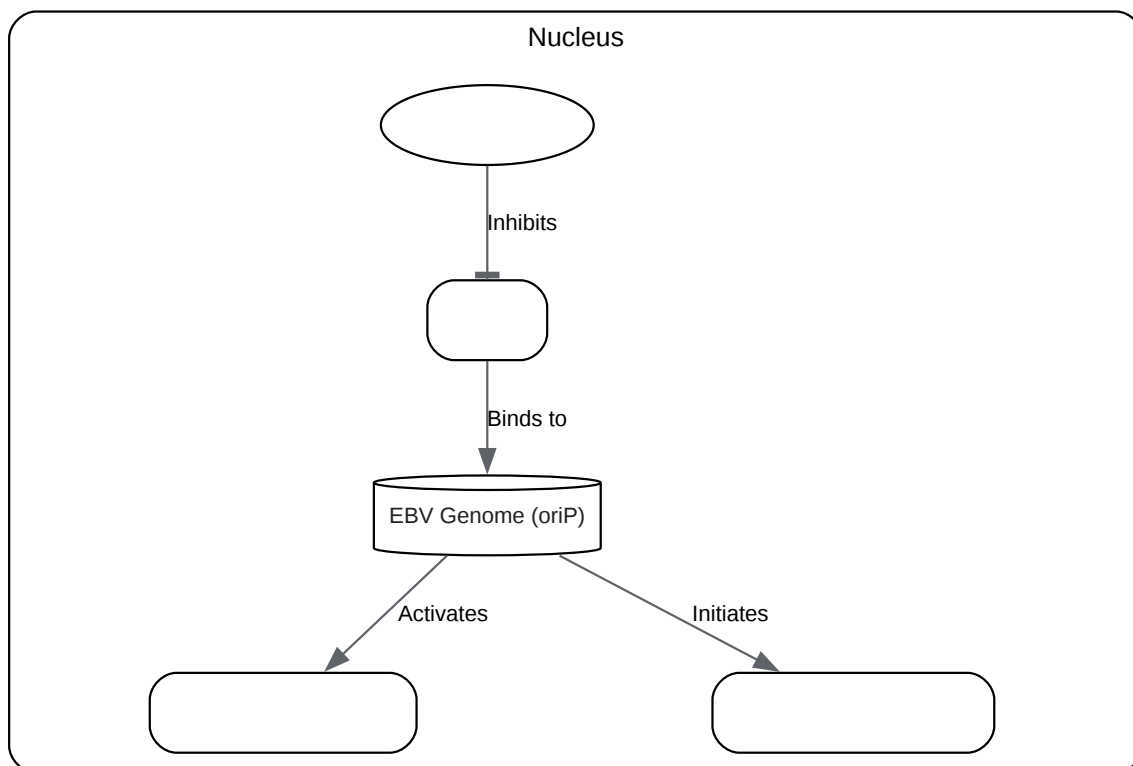 Nucleus
Inhibits
Binds to
EBV Genome (oriP)
Activates
Initiates